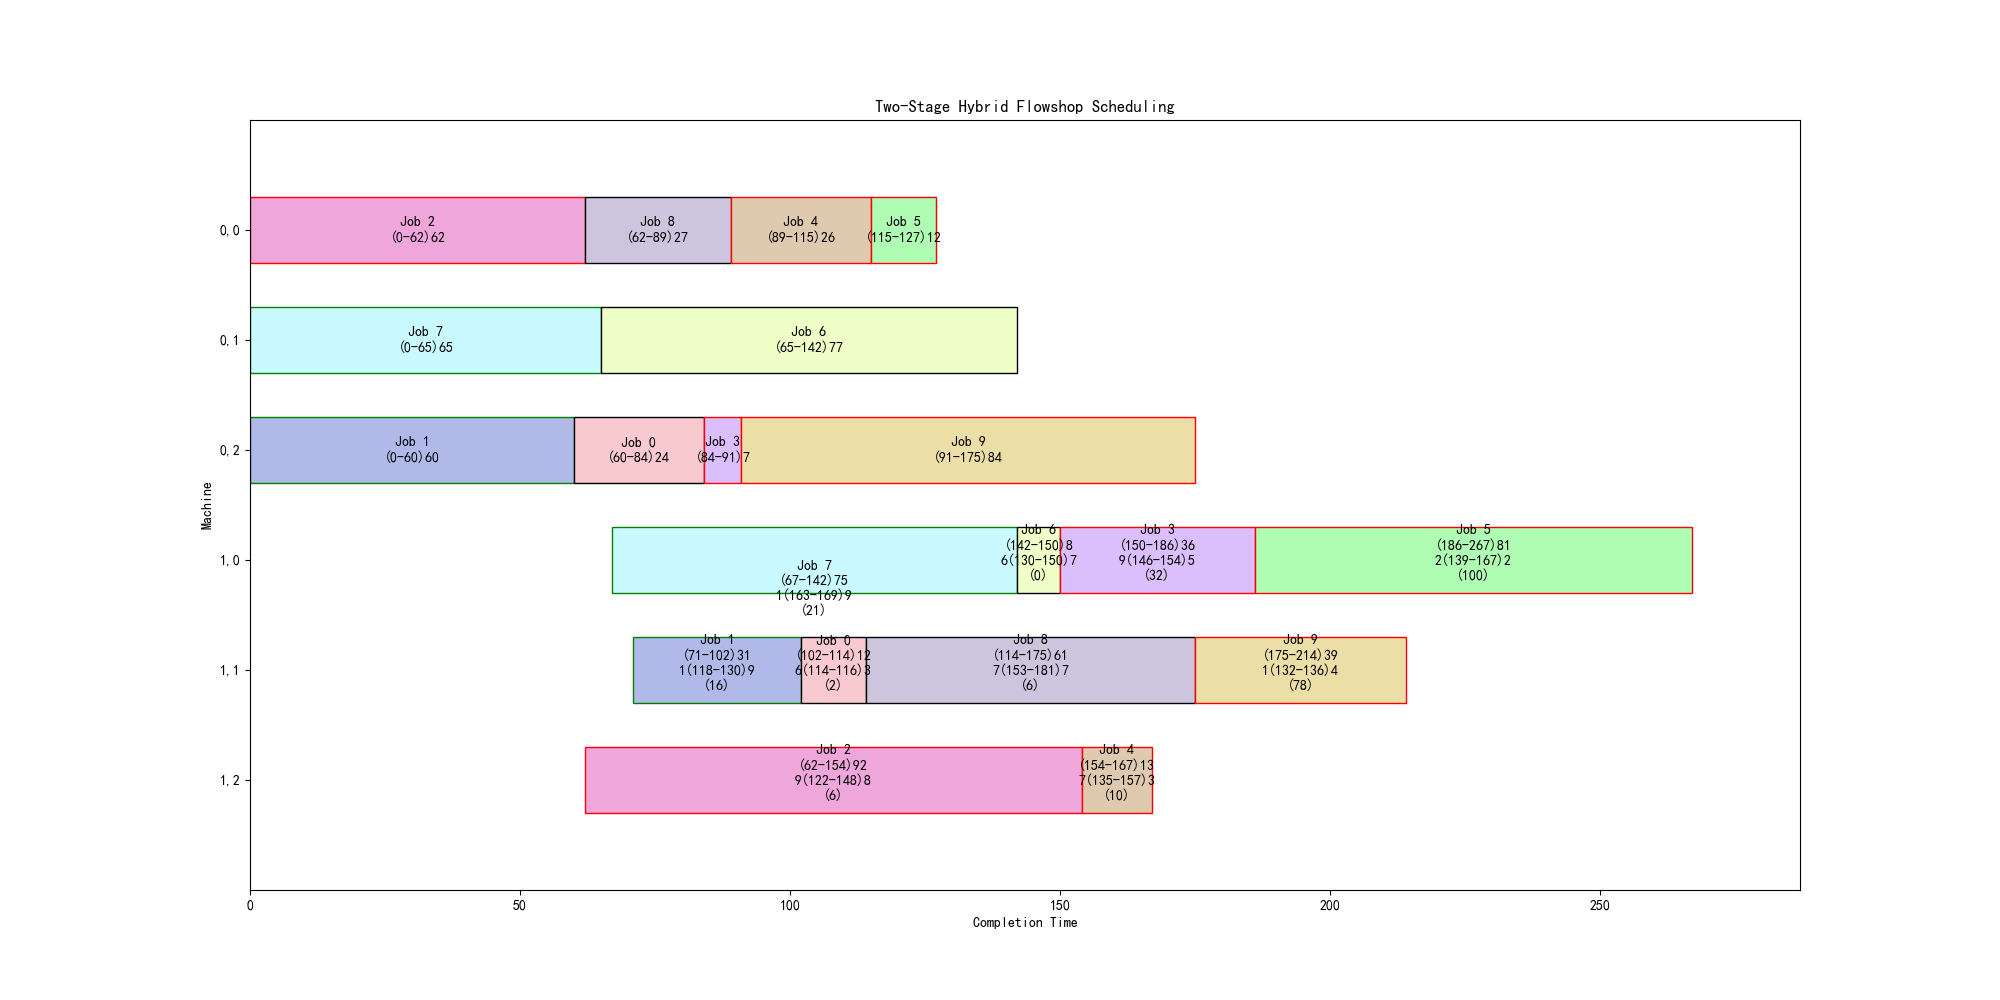 Two-Stage Hybrid Flowshop Scheduling
0,0
Job 2
(0-62)62
Job 8
(62-89)27
Job 4
(89-115)26
Job 5
(115-127)12
0,1
Job 7
(0-65)65
Job 6
(65-142)77
0,2
Job 1
(0-60)60
Job 0
(60-84)24
Job 3
(84-91)7
Job 9
(91-175)84
Machine
1,0
Job 7
(67-142)75
1(163-169)9
(21)
Job 6
(142-150)8
6(130-150)7
(0)
Job 3
(150-186)36
9(146-154)5
(32)
Job 5
(186-267)81
2(139-167)2
(100)
1,1
Job 1
(71-102)31
1(118-130)9
(16)
Job 0
(102-114)12
6(114-116)3
(2)
Job 8
(114-175)61
7(153-181)7
(6)
Job 9
(175-214)39
1(132-136)4
(78)
1,2
Job 2
(62-154)92
9(122-148)8
(6)
Job 4
(154-167)13
7(135-157)3
(10)
0
50
100
150
200
250
Completion Time